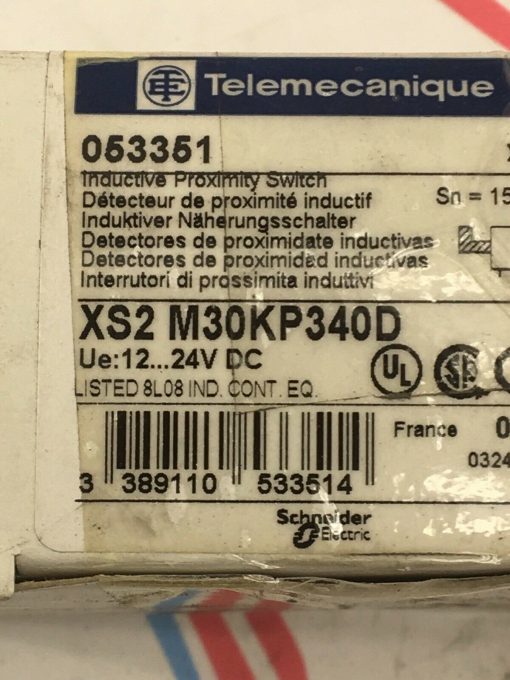 Telemecanique
053351
Inductive Proximity Switch
Détecteur de proximité inductif
Sn = 15
Induktiver Näherungsschalter
Detectores de proximidate inductivas
Detectores de proximidad inductivas
Interrutori di prossimita induttivi
XS2 M30KP340D
Ue:12...24V DC
UL
LISTED 8L08 IND. CONT. EQ.
France 0
0324
3 389110 533514
Schneider
Electric